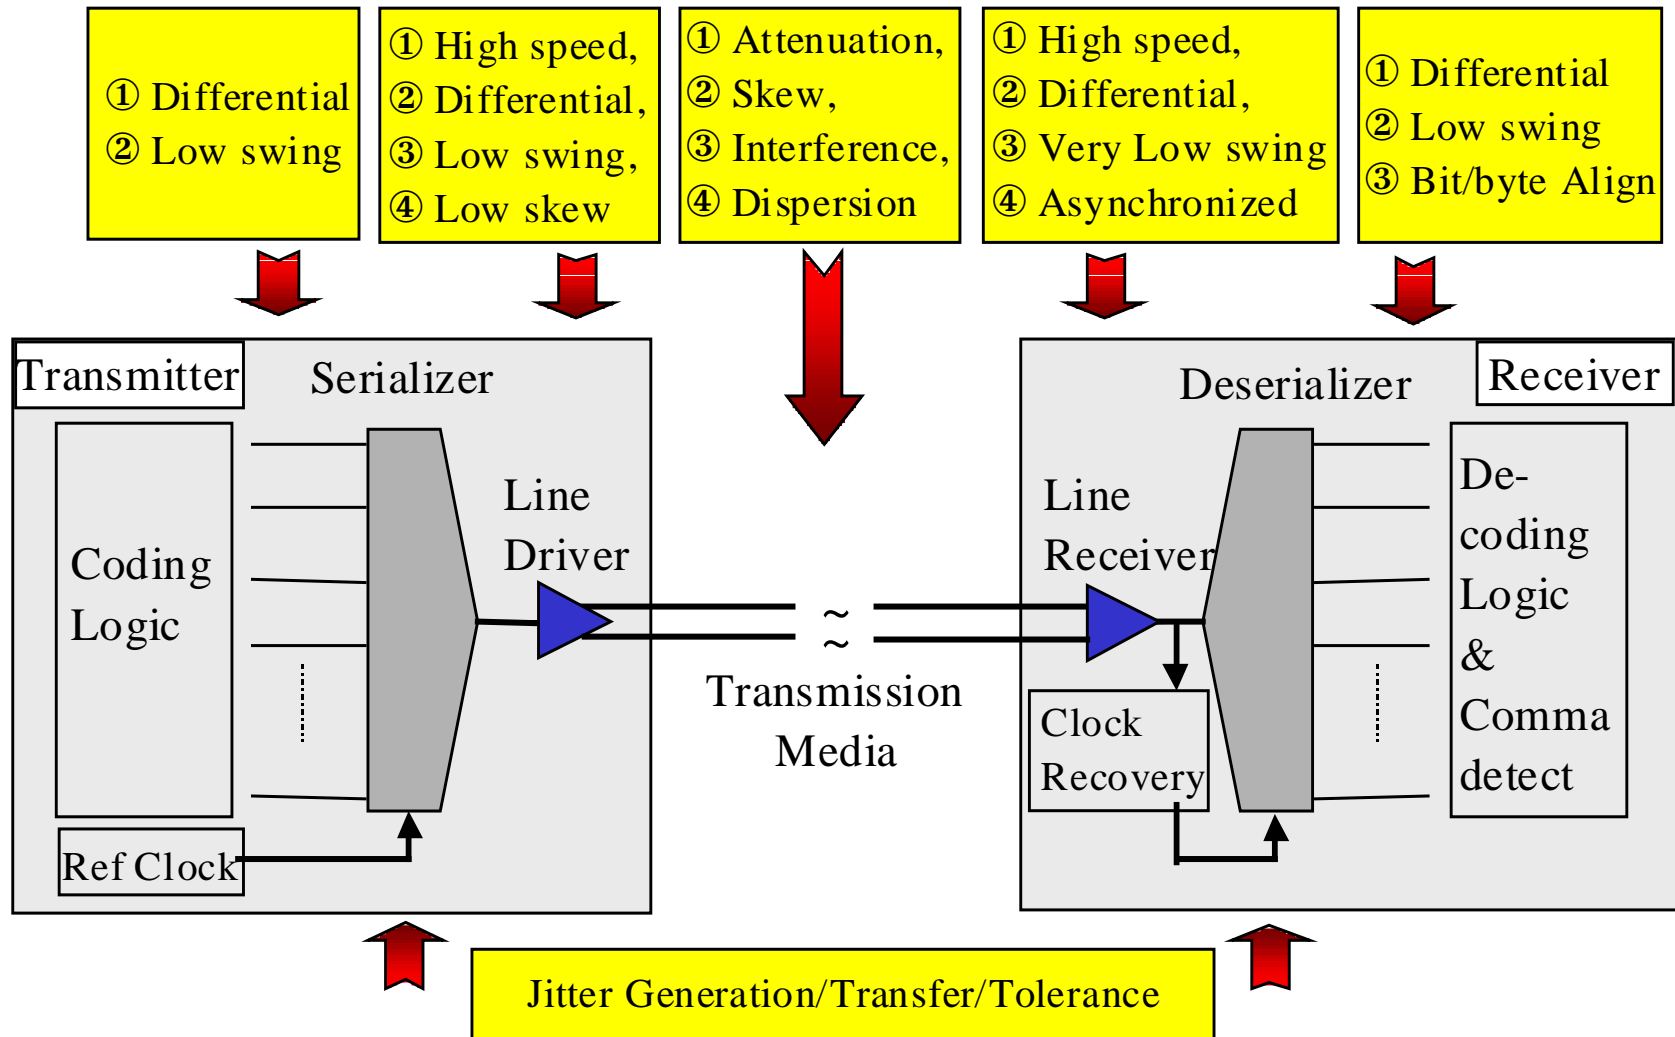 ① Differential
② Low swing
① High speed,
② Differential,
③ Low swing,
④ Low skew
① Attenuation,
② Skew,
③ Interference,
④ Dispersion
① High speed,
② Differential,
③ Very Low swing
④ Asynchronized
① Differential
② Low swing
③ Bit/byte Align
Transmitter
Serializer
Coding
Logic
Line
Driver
Ref Clock
~
~
Transmission
Media
Deserializer
Receiver
Line
Receiver
Clock
Recovery
De-
coding
Logic
&
Comma
detect
Jitter Generation/Transfer/Tolerance